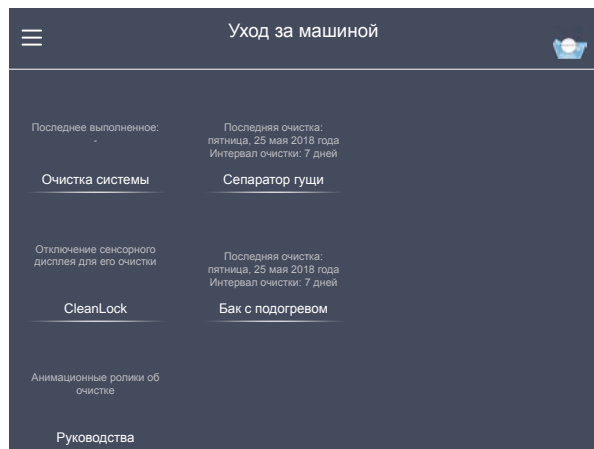 Уход за машиной
Последнее выполненное:
-
Очистка системы
Последняя очистка:
пятница, 25 мая 2018 года
Интервал очистки: 7 дней
Сепаратор гущи
Отключение сенсорного
дисплея для его очистки
CleanLock
Последняя очистка:
пятница, 25 мая 2018 года
Интервал очистки: 7 дней
Бак с подогревом
Анимационные ролики об
очистке
Руководства